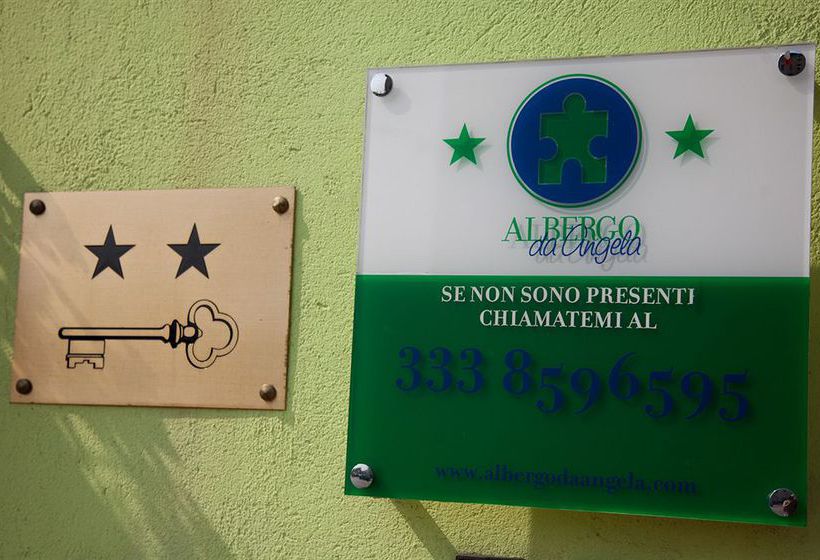 ALBERGO
da Angela
SE NON SONO PRESENTI
CHIAMATEMI AL
333 8596595
www.albergodaangela.com